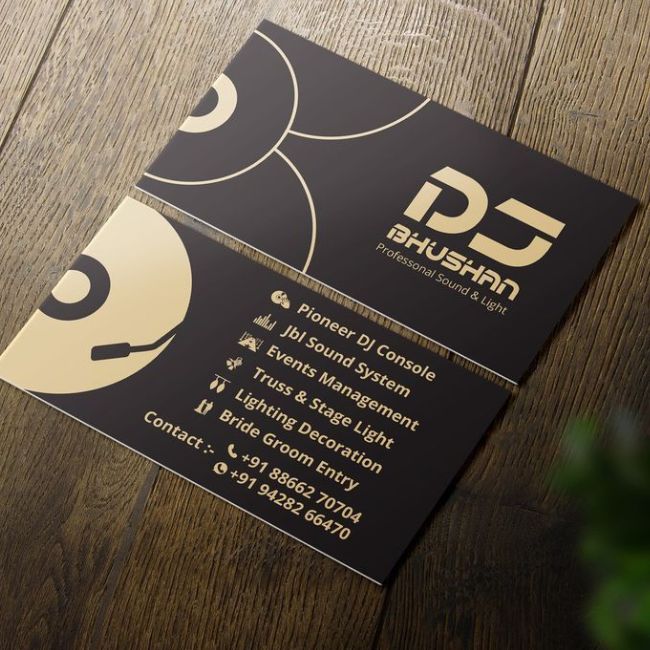 DJ
BHUSHAN
Professonal Sound & Light
Pioneer DJ Console
Jbl Sound System
Events Management
Truss & Stage Light
Lighting Decoration
Bride Groom Entry
Contact :- +91 88662 70704
+91 94282 66470